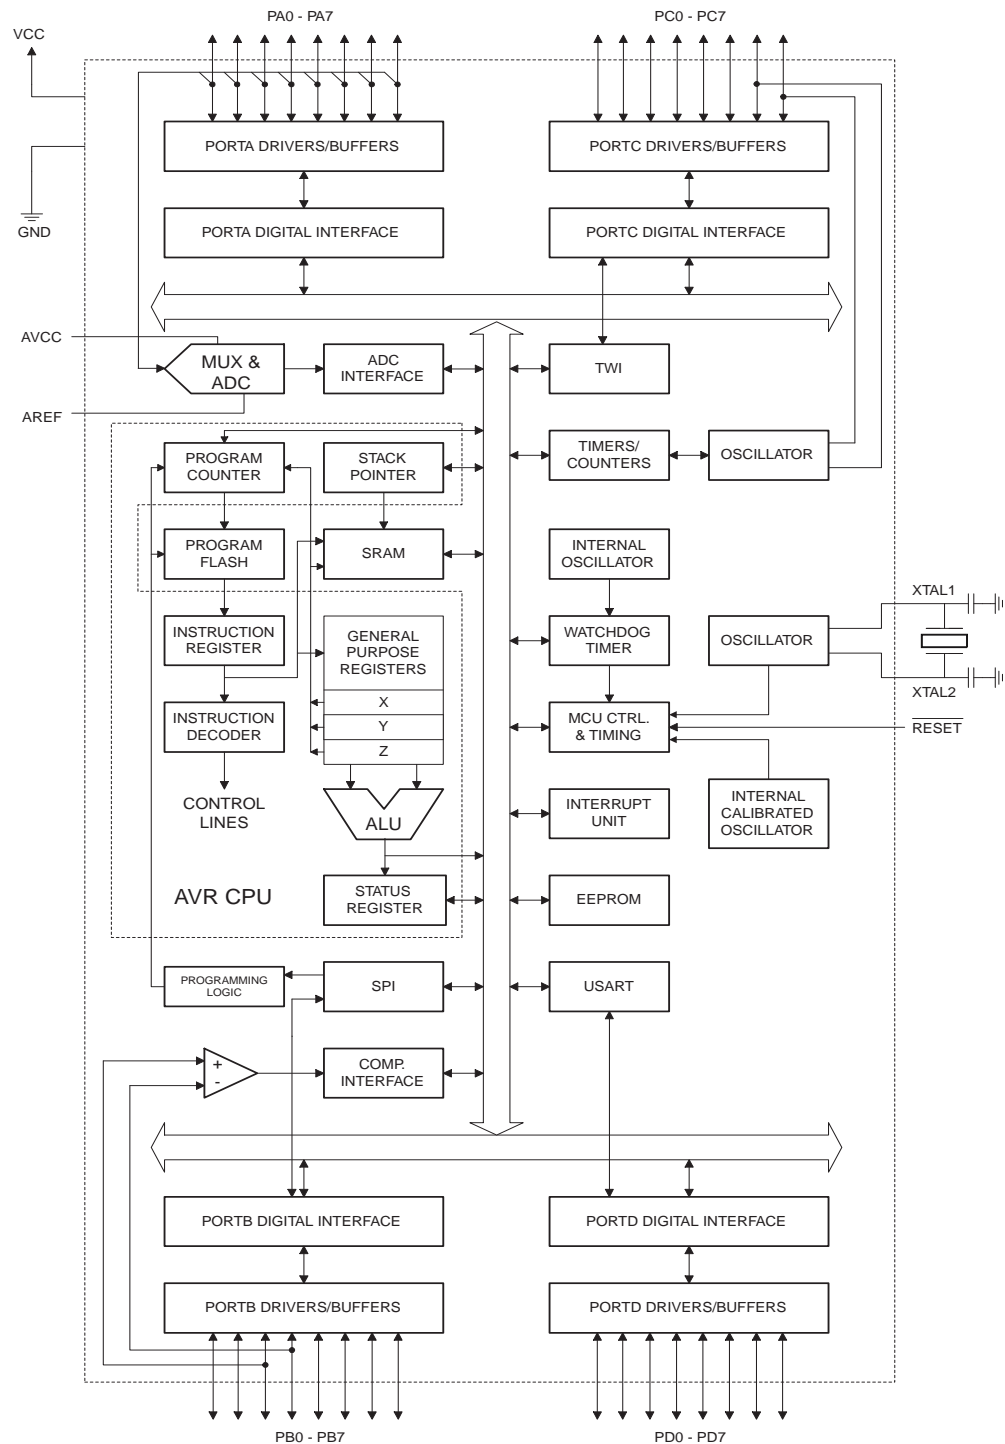 PA0 - PA7
PC0 - PC7
VCC
PORTA DRIVERS/BUFFERS
PORTC DRIVERS/BUFFERS
GND
PORTA DIGITAL INTERFACE
PORTC DIGITAL INTERFACE
AVCC
MUX &
ADC
ADC
INTERFACE
TWI
AREF
PROGRAM
COUNTER
STACK
POINTER
TIMERS/
COUNTERS
OSCILLATOR
PROGRAM
FLASH
SRAM
INTERNAL
OSCILLATOR
XTAL1
INSTRUCTION
REGISTER
GENERAL
PURPOSE
REGISTERS
WATCHDOG
TIMER
OSCILLATOR
XTAL2
X
Y
Z
INSTRUCTION
DECODER
MCU CTRL.
& TIMING
RESET
CONTROL
LINES
ALU
INTERRUPT
UNIT
INTERNAL
CALIBRATED
OSCILLATOR
AVR CPU
STATUS
REGISTER
EEPROM
PROGRAMMING
LOGIC
SPI
USART
+
-
COMP.
INTERFACE
PORTB DIGITAL INTERFACE
PORTD DIGITAL INTERFACE
PORTB DRIVERS/BUFFERS
PORTD DRIVERS/BUFFERS
PB0 - PB7
PD0 - PD7